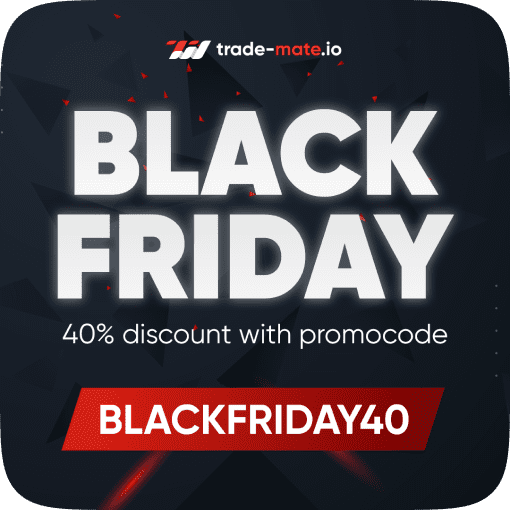 trade-mate.io
BLACK
FRIDAY
40% discount with promocode
BLACKFRIDAY40